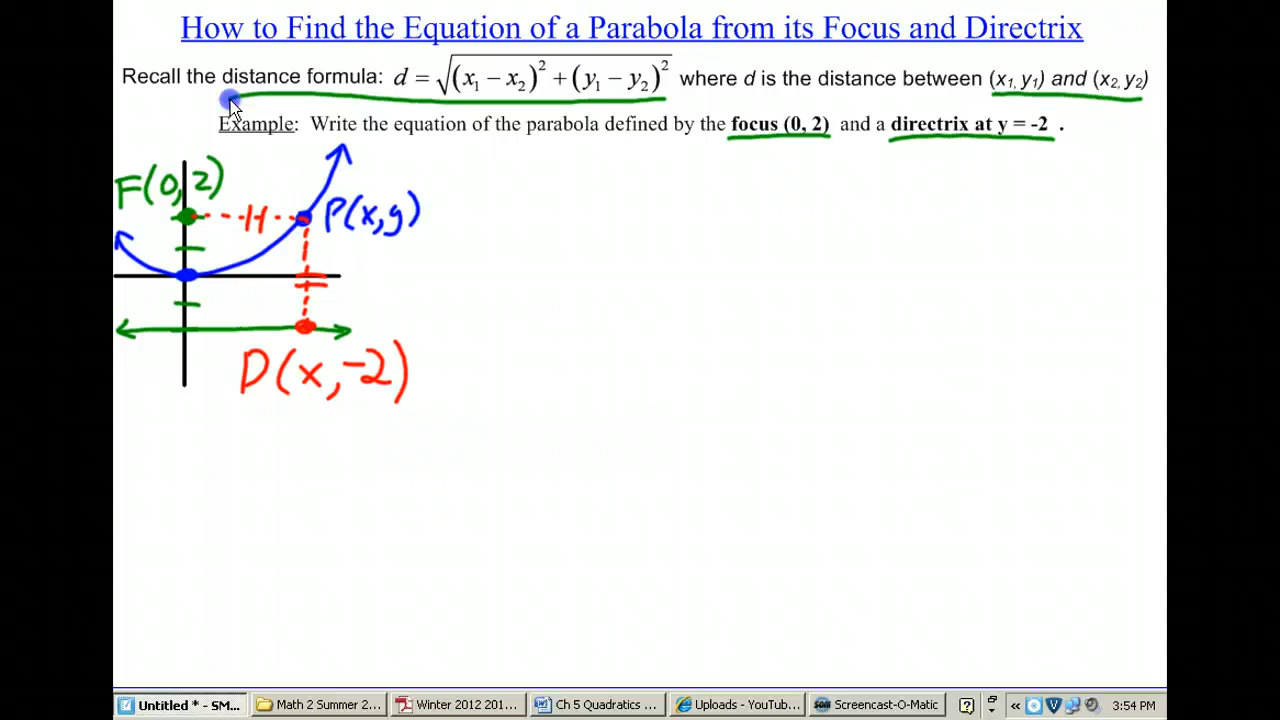 How to Find the Equation of a Parabola from its Focus and Directrix
Recall the distance formula: d = √(x₁ − x₂)² + (y₁ − y₂)² where d is the distance between (x₁, y₁) and (x₂, y₂)
Example: Write the equation of the parabola defined by the focus (0, 2) and a directrix at y = -2 .
F(0, 2)
P(x,y)
D(x,-2)
Untitled * - SM... Math 2 Summer 2... Winter 2012 201... Ch 5 Quadratics ... Uploads - YouTub... Screencast-O-Matic 3:54 PM